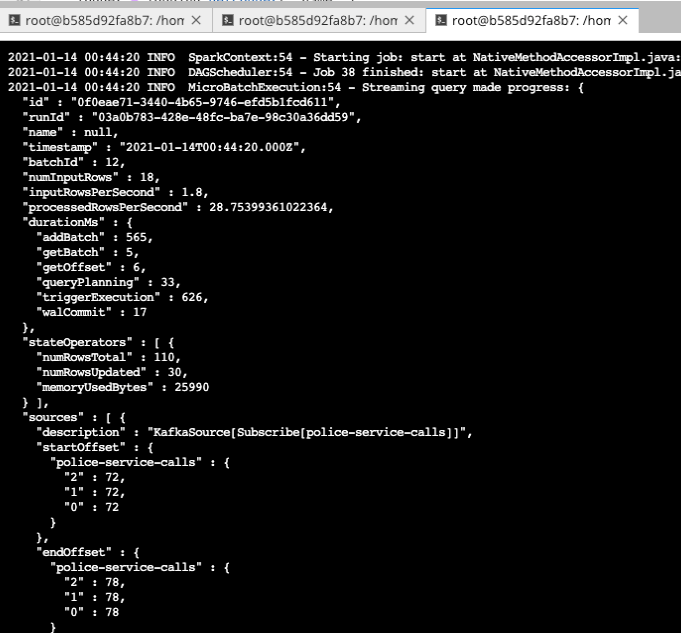 root@b585d92fa8b7: /hom × root@b585d92fa8b7: /hom × root@b585d92fa8b7: /hom ×
2021-01-14 00:44:20 INFO  SparkContext:54 - Starting job: start at NativeMethodAccessorImpl.java:
2021-01-14 00:44:20 INFO  DAGScheduler:54 - Job 38 finished: start at NativeMethodAccessorImpl.ja
2021-01-14 00:44:20 INFO  MicroBatchExecution:54 - Streaming query made progress: {
  "id" : "0f0eae71-3440-4b65-9746-efd5b1fcd611",
  "runId" : "03a0b783-428e-48fc-ba7e-98c30a36dd59",
  "name" : null,
  "timestamp" : "2021-01-14T00:44:20.000Z",
  "batchId" : 12,
  "numInputRows" : 18,
  "inputRowsPerSecond" : 1.8,
  "processedRowsPerSecond" : 28.75399361022364,
  "durationMs" : {
    "addBatch" : 565,
    "getBatch" : 5,
    "getOffset" : 6,
    "queryPlanning" : 33,
    "triggerExecution" : 626,
    "walCommit" : 17
  },
  "stateOperators" : [ {
    "numRowsTotal" : 110,
    "numRowsUpdated" : 30,
    "memoryUsedBytes" : 25990
  } ],
  "sources" : [ {
    "description" : "KafkaSource[Subscribe[police-service-calls]]",
    "startOffset" : {
      "police-service-calls" : {
        "2" : 72,
        "1" : 72,
        "0" : 72
      }
    },
    "endOffset" : {
      "police-service-calls" : {
        "2" : 78,
        "1" : 78,
        "0" : 78
      }